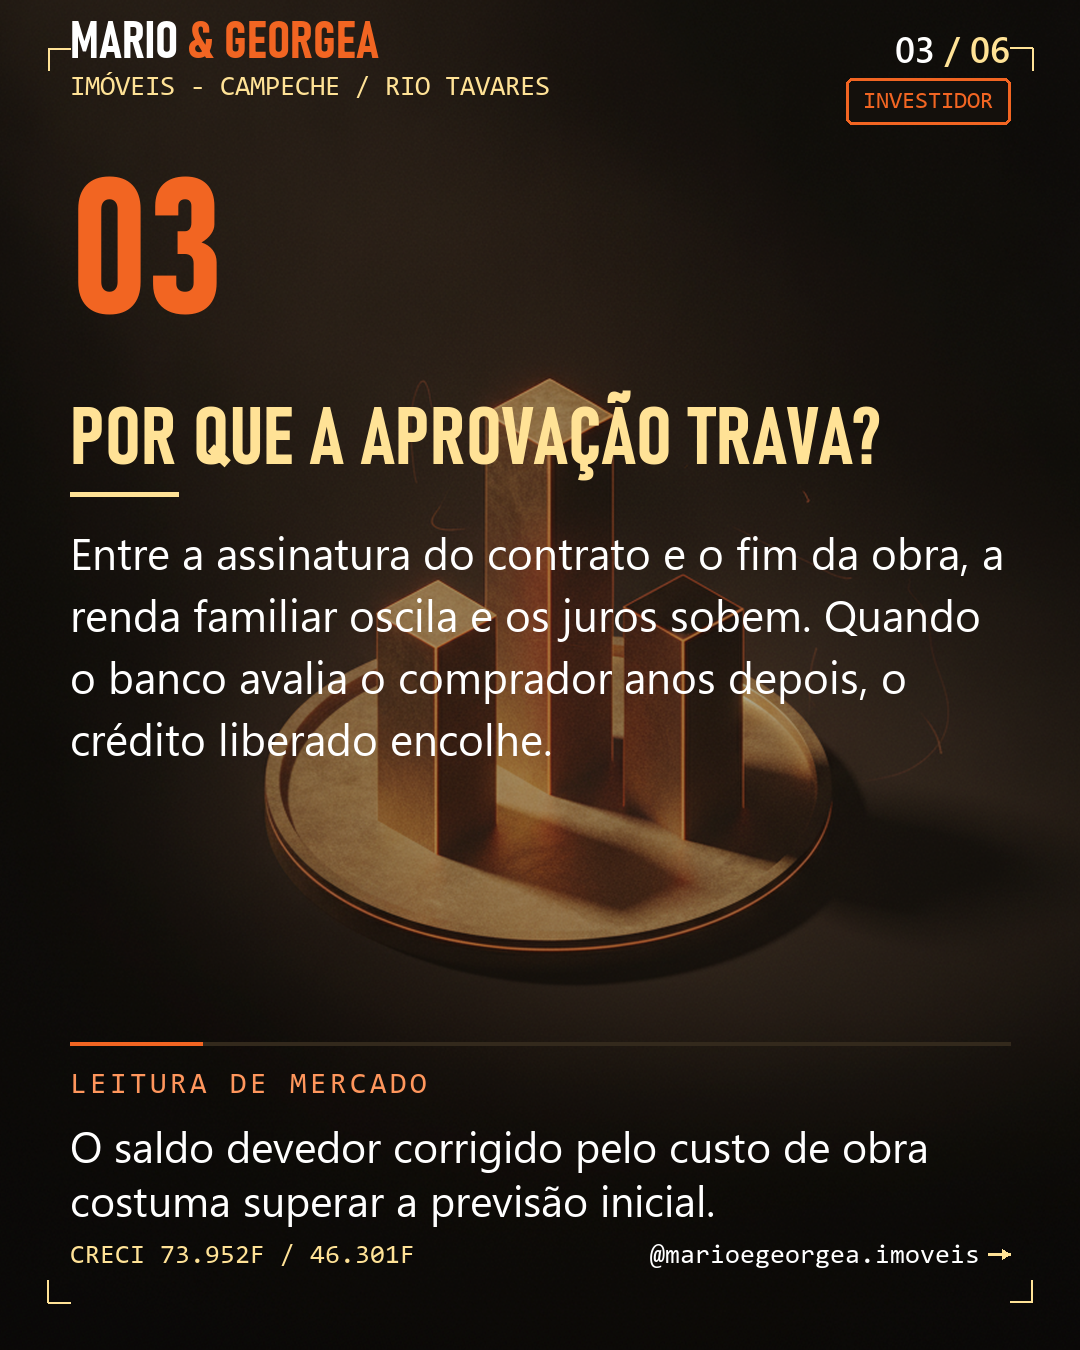 MARIO & GEORGEA
IMÓVEIS - CAMPECHE / RIO TAVARES
03 / 06
INVESTIDOR
03
POR QUE A APROVAÇÃO TRAVA?
Entre a assinatura do contrato e o fim da obra, a
renda familiar oscila e os juros sobem. Quando
o banco avalia o comprador anos depois, o
crédito liberado encolhe.
LEITURA DE MERCADO
O saldo devedor corrigido pelo custo de obra
costuma superar a previsão inicial.
CRECI 73.952F / 46.301F
@marioegeorgea.imoveis →